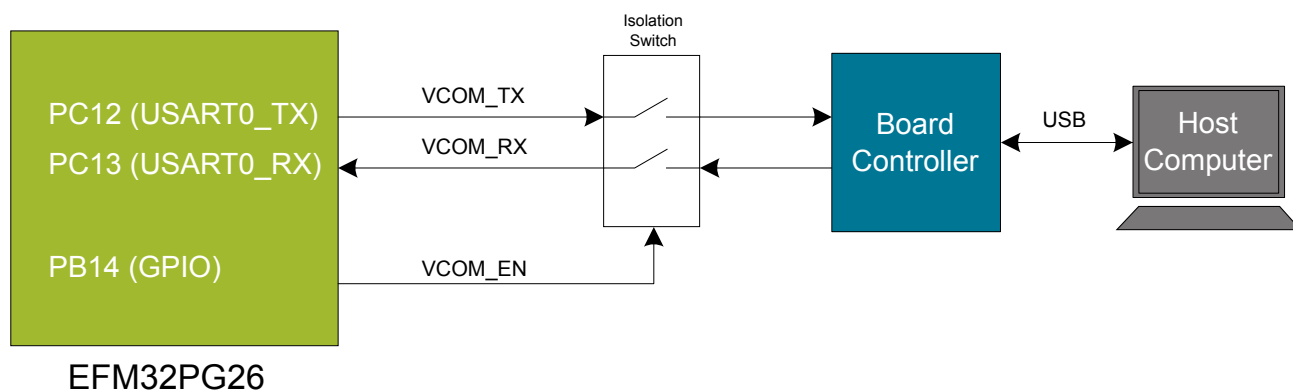 Isolation
Switch
PC12 (USART0_TX)
VCOM_TX
PC13 (USART0_RX)
VCOM_RX
Board
Controller
USB
Host
Computer
PB14 (GPIO)
VCOM_EN
EFM32PG26